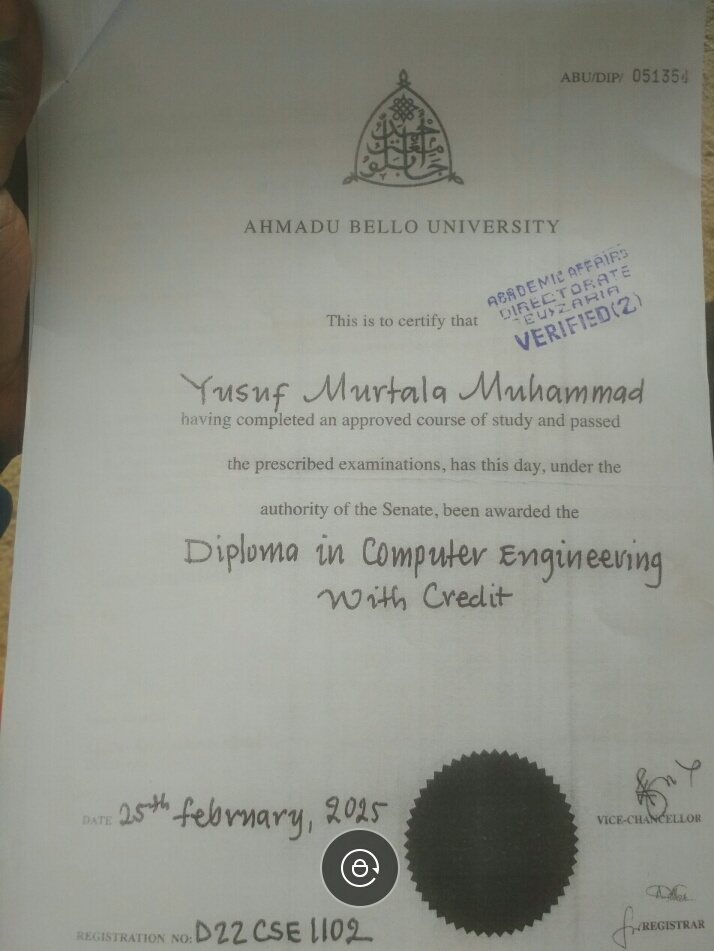 ABU/DIP/ 051354
AHMADU BELLO UNIVERSITY
ACADEMIC AFFAIRS
DIRECTORATE
ZARIA
VERIFIED(2)
This is to certify that
Yusuf Murtala Muhammad
having completed an approved course of study and passed
the prescribed examinations, has this day, under the
authority of the Senate, been awarded the
Diploma in Computer Engineering
With Credit
DATE 25th february, 2025
VICE-CHANCELLOR
REGISTRAR
REGISTRATION NO: D22CSE1102